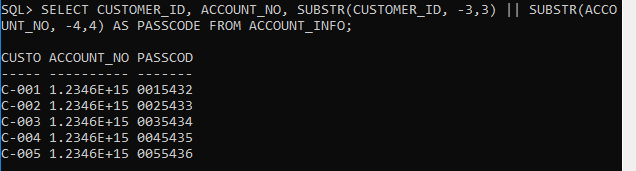 SQL> SELECT CUSTOMER_ID, ACCOUNT_NO, SUBSTR(CUSTOMER_ID, -3,3) || SUBSTR(ACCO
UNT_NO, -4,4) AS PASSCODE FROM ACCOUNT_INFO;
CUSTO ACCOUNT_NO PASSCOD
----- ---------- -------
C-001 1.2346E+15 0015432
C-002 1.2346E+15 0025433
C-003 1.2346E+15 0035434
C-004 1.2346E+15 0045435
C-005 1.2346E+15 0055436